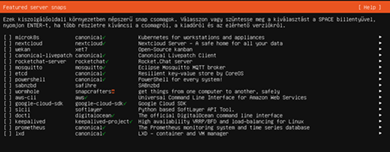 Featured server snaps [ Help ]
Ezek kiszolgálóoldali környezetben népszerű snap csomagok. Válasszon vagy szüntesse meg a kiválasztást a SPACE billentyűvel,
nyomjon ENTER-t, ha több részletre kíváncsi a csomagról, a kiadóról és az elérhető verziókról.
[ ] microk8s canonical✓ Kubernetes for workstations and appliances
[ ] nextcloud nextcloud✓ Nextcloud Server - A safe home for all your data
[ ] wekan xet7 Open-Source kanban
[ ] canonical-livepatch canonical✓ Canonical Livepatch Client
[ ] rocketchat-server rocketchat✓ Rocket.Chat server
[ ] mosquitto mosquitto✓ Eclipse Mosquitto MQTT broker
[ ] etcd canonical✓ Resilient key-value store by CoreOS
[ ] powershell canonical✓ PowerShell for every system!
[ ] sabnzbd safihre SABnzbd
[ ] wormhole snapcrafters get things from one computer to another, safely
[ ] aws-cli aws✓ Universal Command Line Interface for Amazon Web Services
[ ] google-cloud-sdk google-cloud-sdk✓ Google Cloud SDK
[ ] slcli softlayer Python based SoftLayer API Tool.
[ ] doctl digitalocean✓ The official DigitalOcean command line interface
[ ] keepalived keepalived-project✓ High availability VRRP/BFD and load-balancing for Linux
[ ] prometheus canonical✓ The Prometheus monitoring system and time series database
[ ] lxd canonical✓ LXD - container and VM manager